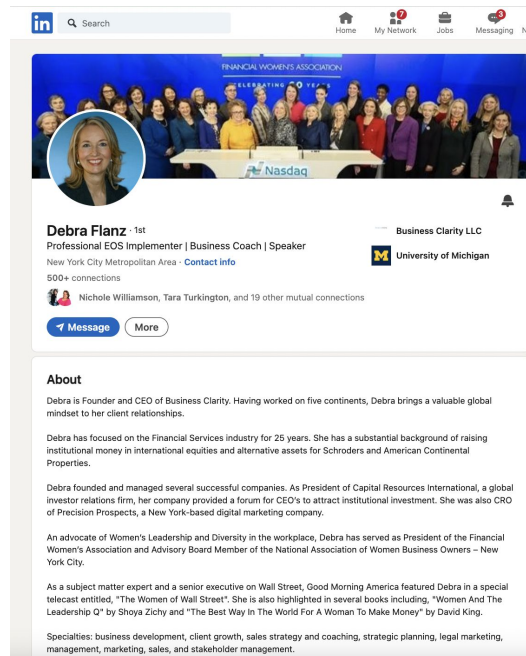 in
Search
7
3
Home
My Network
Jobs
Messaging
N
FINANCIAL WOMEN'S ASSOCIATION
CELEBRATING 60 YEARS
Nasdaq
Debra Flanz · 1st
Professional EOS Implementer | Business Coach | Speaker
New York City Metropolitan Area · Contact info
500+ connections
Nichole Williamson, Tara Turkington, and 19 other mutual connections
Business Clarity LLC
M
University of Michigan
Message
More
About
Debra is Founder and CEO of Business Clarity. Having worked on five continents, Debra brings a valuable global
mindset to her client relationships.
Debra has focused on the Financial Services industry for 25 years. She has a substantial background of raising
institutional money in international equities and alternative assets for Schroders and American Continental
Properties.
Debra founded and managed several successful companies. As President of Capital Resources International, a global
investor relations firm, her company provided a forum for CEO's to attract institutional investment. She was also CRO
of Precision Prospects, a New York-based digital marketing company.
An advocate of Women's Leadership and Diversity in the workplace, Debra has served as President of the Financial
Women's Association and Advisory Board Member of the National Association of Women Business Owners – New
York City.
As a subject matter expert and a senior executive on Wall Street, Good Morning America featured Debra in a special
telecast entitled, "The Women of Wall Street". She is also highlighted in several books including, "Women And The
Leadership Q" by Shoya Zichy and "The Best Way In The World For A Woman To Make Money" by David King.
Specialties: business development, client growth, sales strategy and coaching, strategic planning, legal marketing,
management, marketing, sales, and stakeholder management.